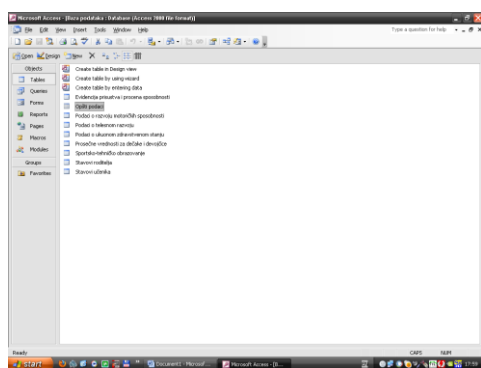 Microsoft Access - [Baza podataka : Database (Access 2000 file format)]
File Edit View Insert Tools Window Help
Type a question for help
Open Design New
Objects
Tables
Queries
Forms
Reports
Pages
Macros
Modules
Groups
Favorites
Create table in Design view
Create table by using wizard
Create table by entering data
Evidencija prisustva i procena sposobnosti
Opšti podaci
Podaci o razvoju motoričkih sposobnosti
Podaci o telesnom razvoju
Podaci o ukupnom zdravstvenom stanju
Prosečne vrednosti za dečake i devojčice
Sportsko-tehničko obrazovanje
Stavovi roditelja
Stavovi učenika
Ready
CAPS NUM
start
Document1 - Microsof...
Microsoft Access - [B...
17:59